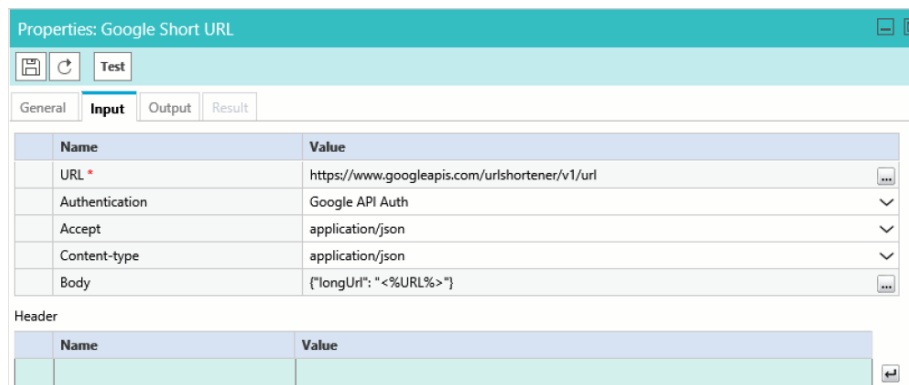 Properties: Google Short URL
Test
General Input Output Result
Name Value
URL * https://www.googleapis.com/urlshortener/v1/url
...
Authentication Google API Auth
Accept application/json
Content-type application/json
Body {"longUrl": "<%URL%>"}
...
Header
Name Value